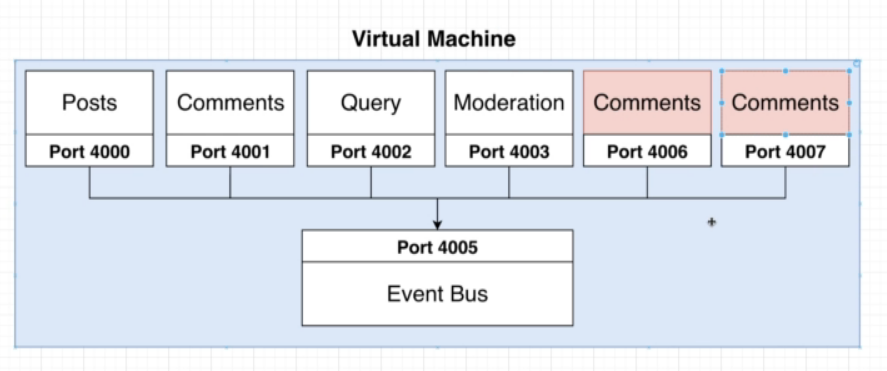 Virtual Machine
Posts
Comments
Query
Moderation
Comments
Comments
Port 4000
Port 4001
Port 4002
Port 4003
Port 4006
Port 4007
Port 4005
Event Bus